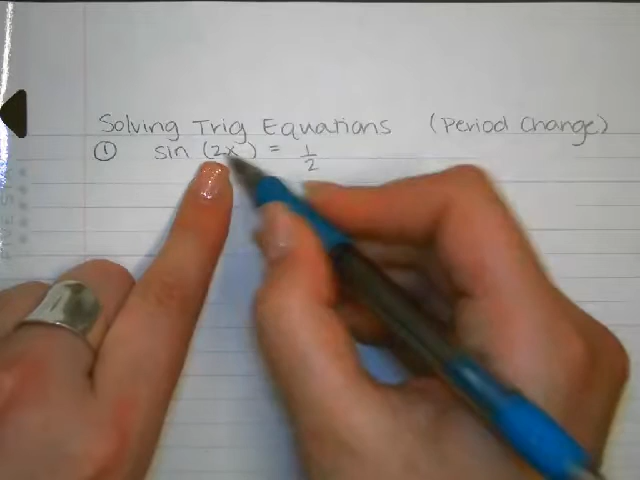 Solving Trig Equations (Period Change)
① sin (2x) = 1/2